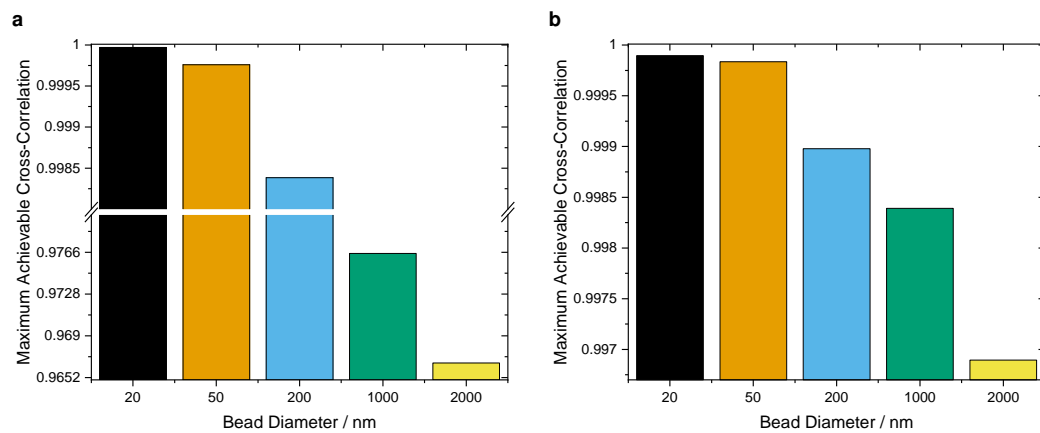 a
Maximum Achievable Cross-Correlation
1
0.9995
0.999
0.9985
0.9766
0.9728
0.969
0.9652
20 50 200 1000 2000
Bead Diameter / nm
b
Maximum Achievable Cross-Correlation
1
0.9995
0.999
0.9985
0.998
0.9975
0.997
20 50 200 1000 2000
Bead Diameter / nm